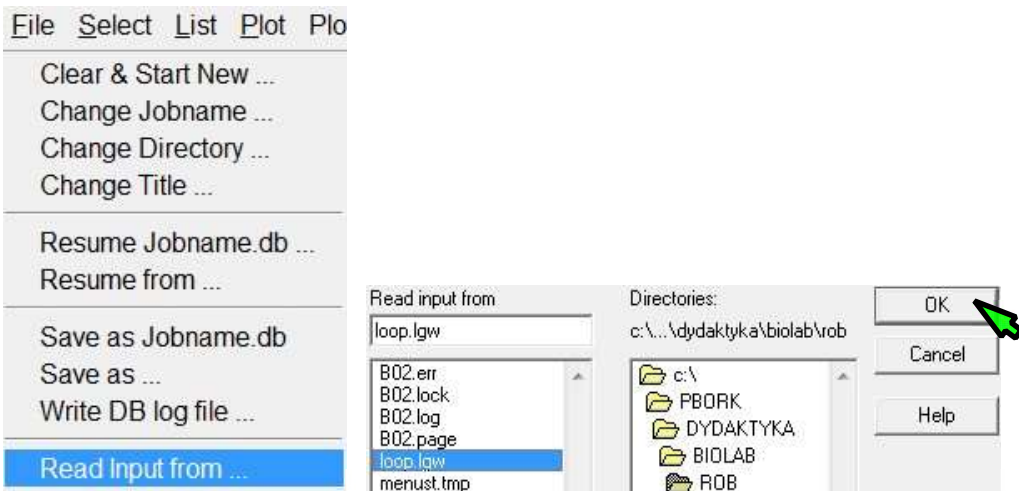 File Select List Plot Plo
Clear & Start New ...
Change Jobname ...
Change Directory ...
Change Title ...
Resume Jobname.db ...
Resume from ...
Save as Jobname.db
Save as ...
Write DB log file ...
Read Input from ...
Read input from
loop.lgw
B02.err
B02.lock
B02.log
B02.page
loop.lgw
menust.tmp
Directories:
c:\...\dydaktyka\biolab\rob
c:\
PBORK
DYDAKTYKA
BIOLAB
ROB
OK
Cancel
Help